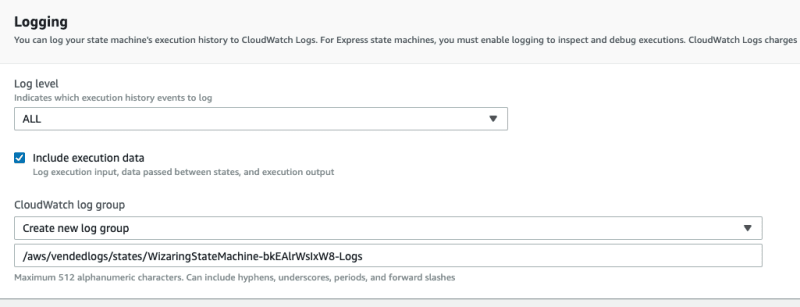 Logging
You can log your state machine's execution history to CloudWatch Logs. For Express state machines, you must enable logging to inspect and debug executions. CloudWatch Logs charges
Log level
Indicates which execution history events to log
ALL
Include execution data
Log execution input, data passed between states, and execution output
CloudWatch log group
Create new log group
/aws/vendedlogs/states/WizaringStateMachine-bkEAlrWsIxW8-Logs
Maximum 512 alphanumeric characters. Can include hyphens, underscores, periods, and forward slashes